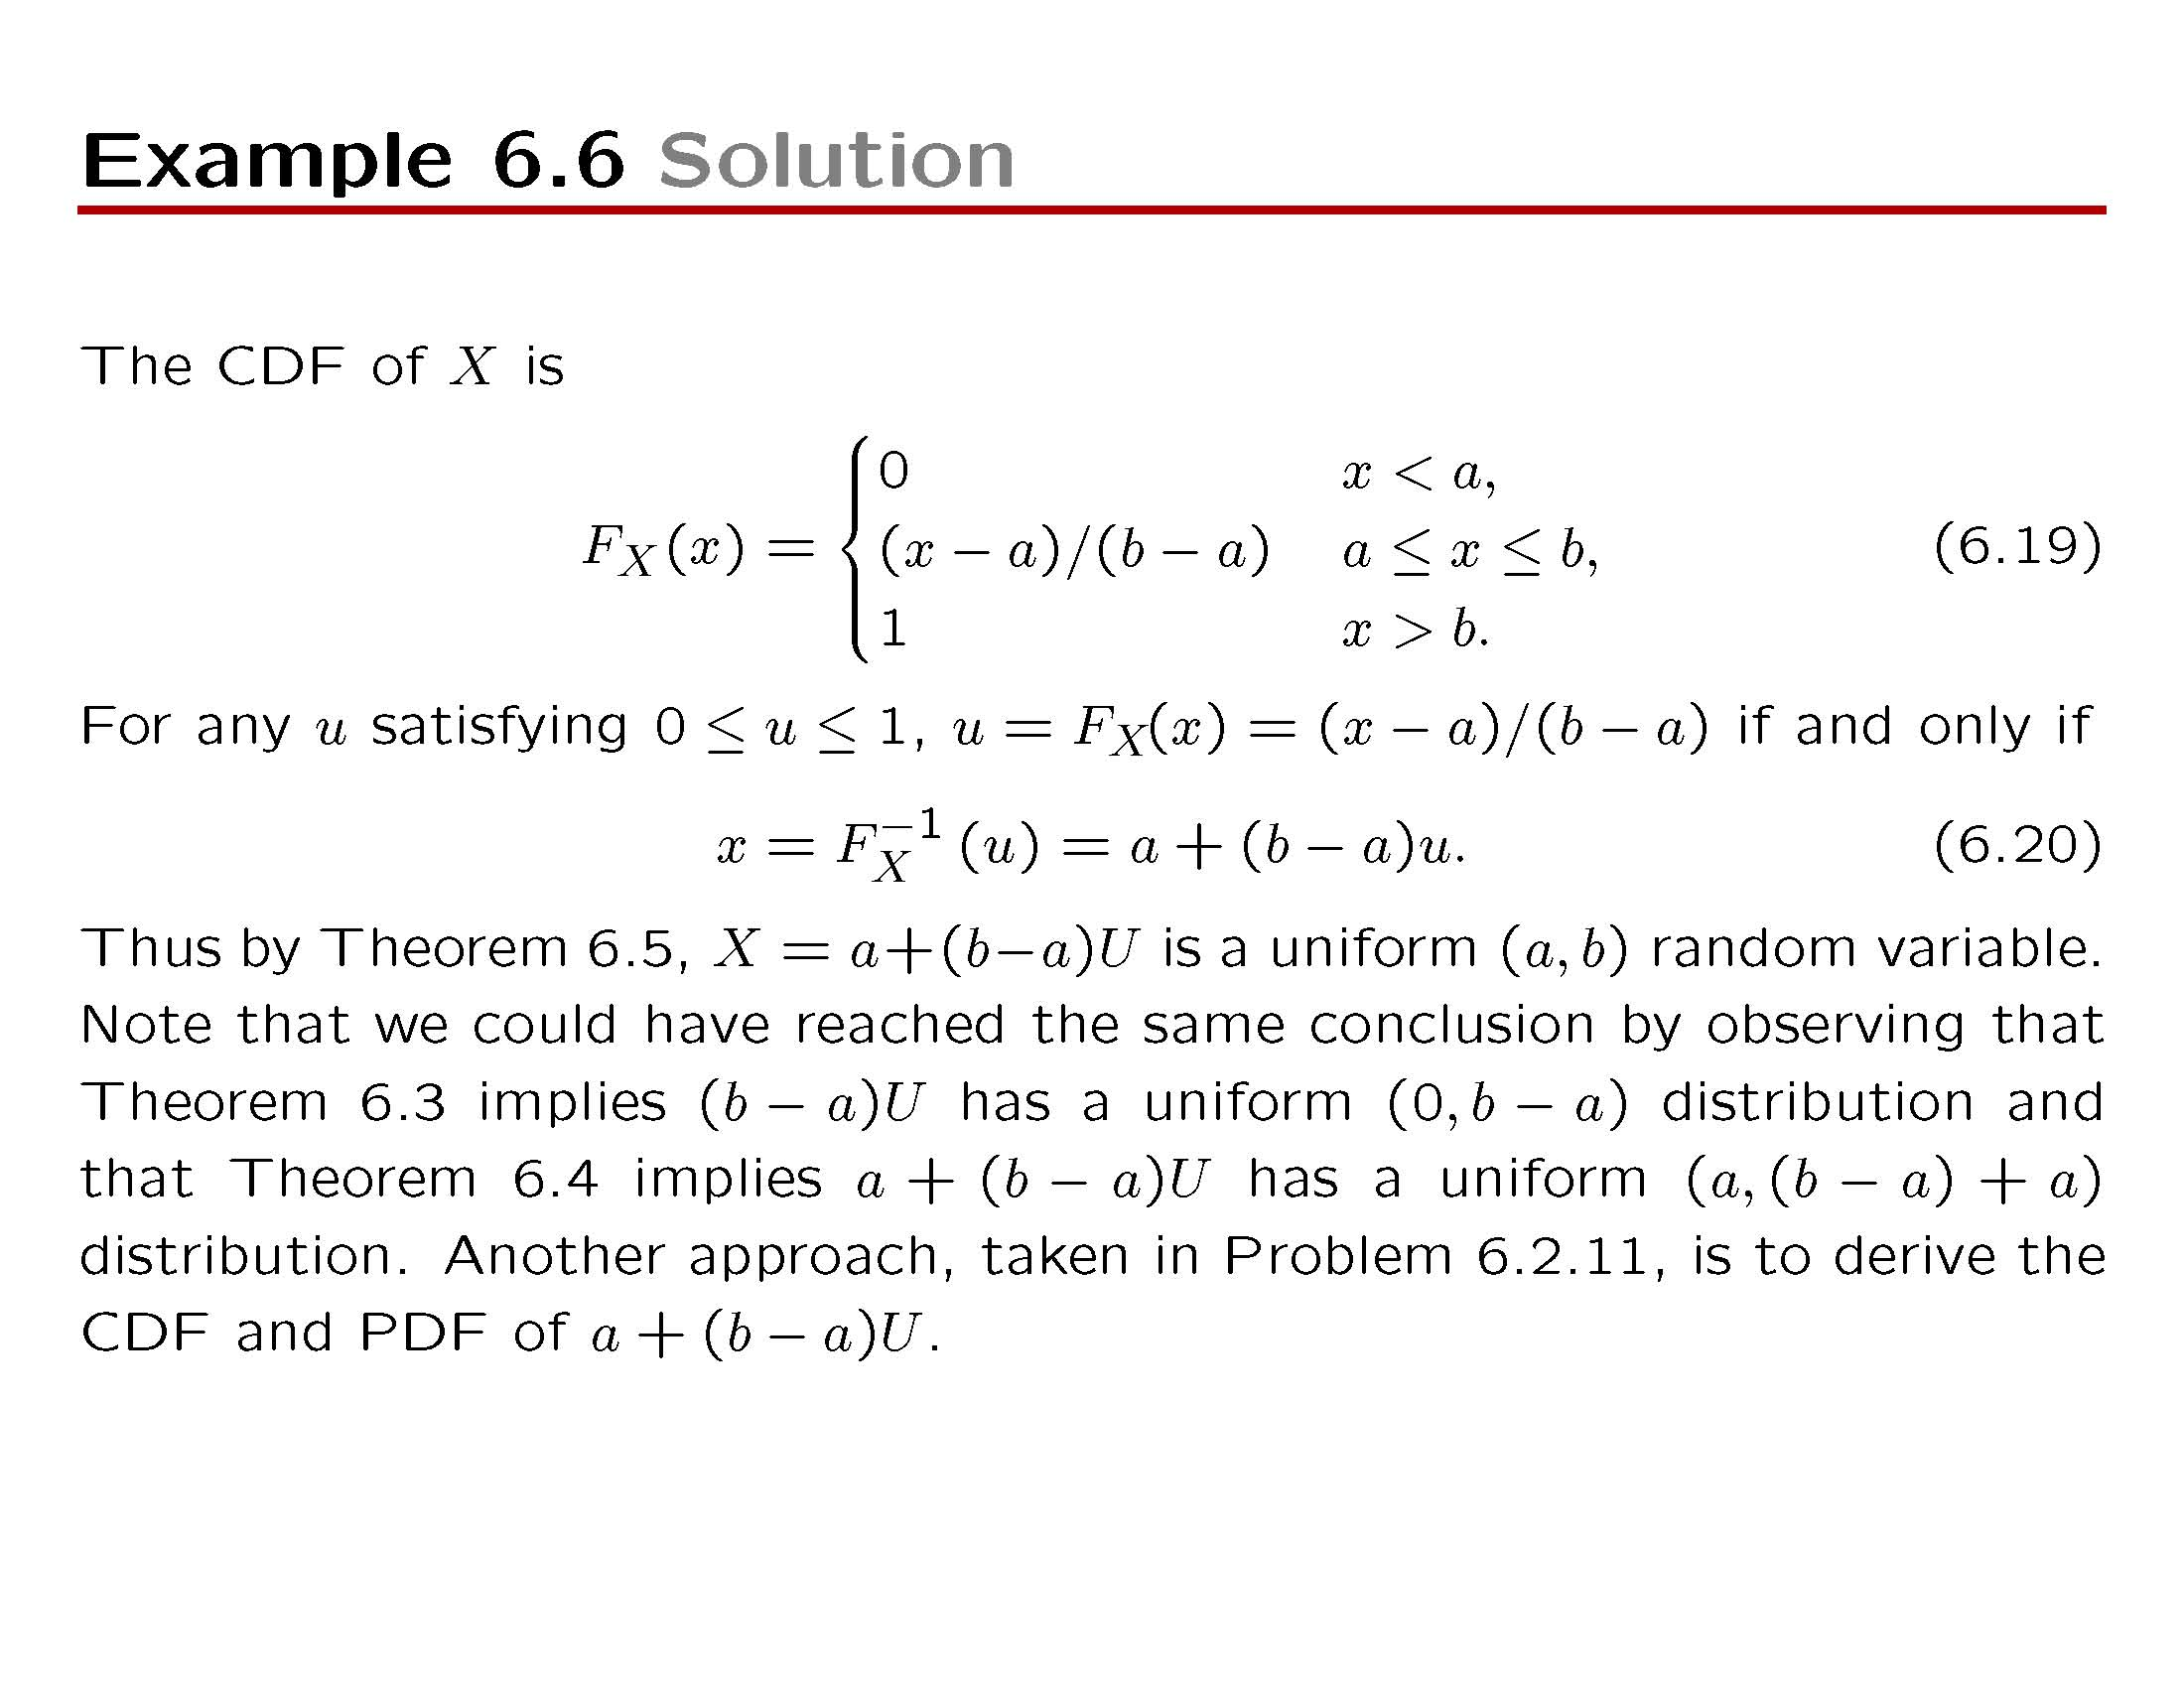 Example 6.6 Solution
The CDF of X is
F_X(x) = { 0 x < a,
(x − a)/(b − a) a ≤ x ≤ b, (6.19)
1 x > b.
For any u satisfying 0 ≤ u ≤ 1, u = F_X(x) = (x − a)/(b − a) if and only if
x = F_X^{−1}(u) = a + (b − a)u. (6.20)
Thus by Theorem 6.5, X = a+(b−a)U is a uniform (a, b) random variable.
Note that we could have reached the same conclusion by observing that
Theorem 6.3 implies (b − a)U has a uniform (0, b − a) distribution and
that Theorem 6.4 implies a + (b − a)U has a uniform (a, (b − a) + a)
distribution. Another approach, taken in Problem 6.2.11, is to derive the
CDF and PDF of a + (b − a)U.